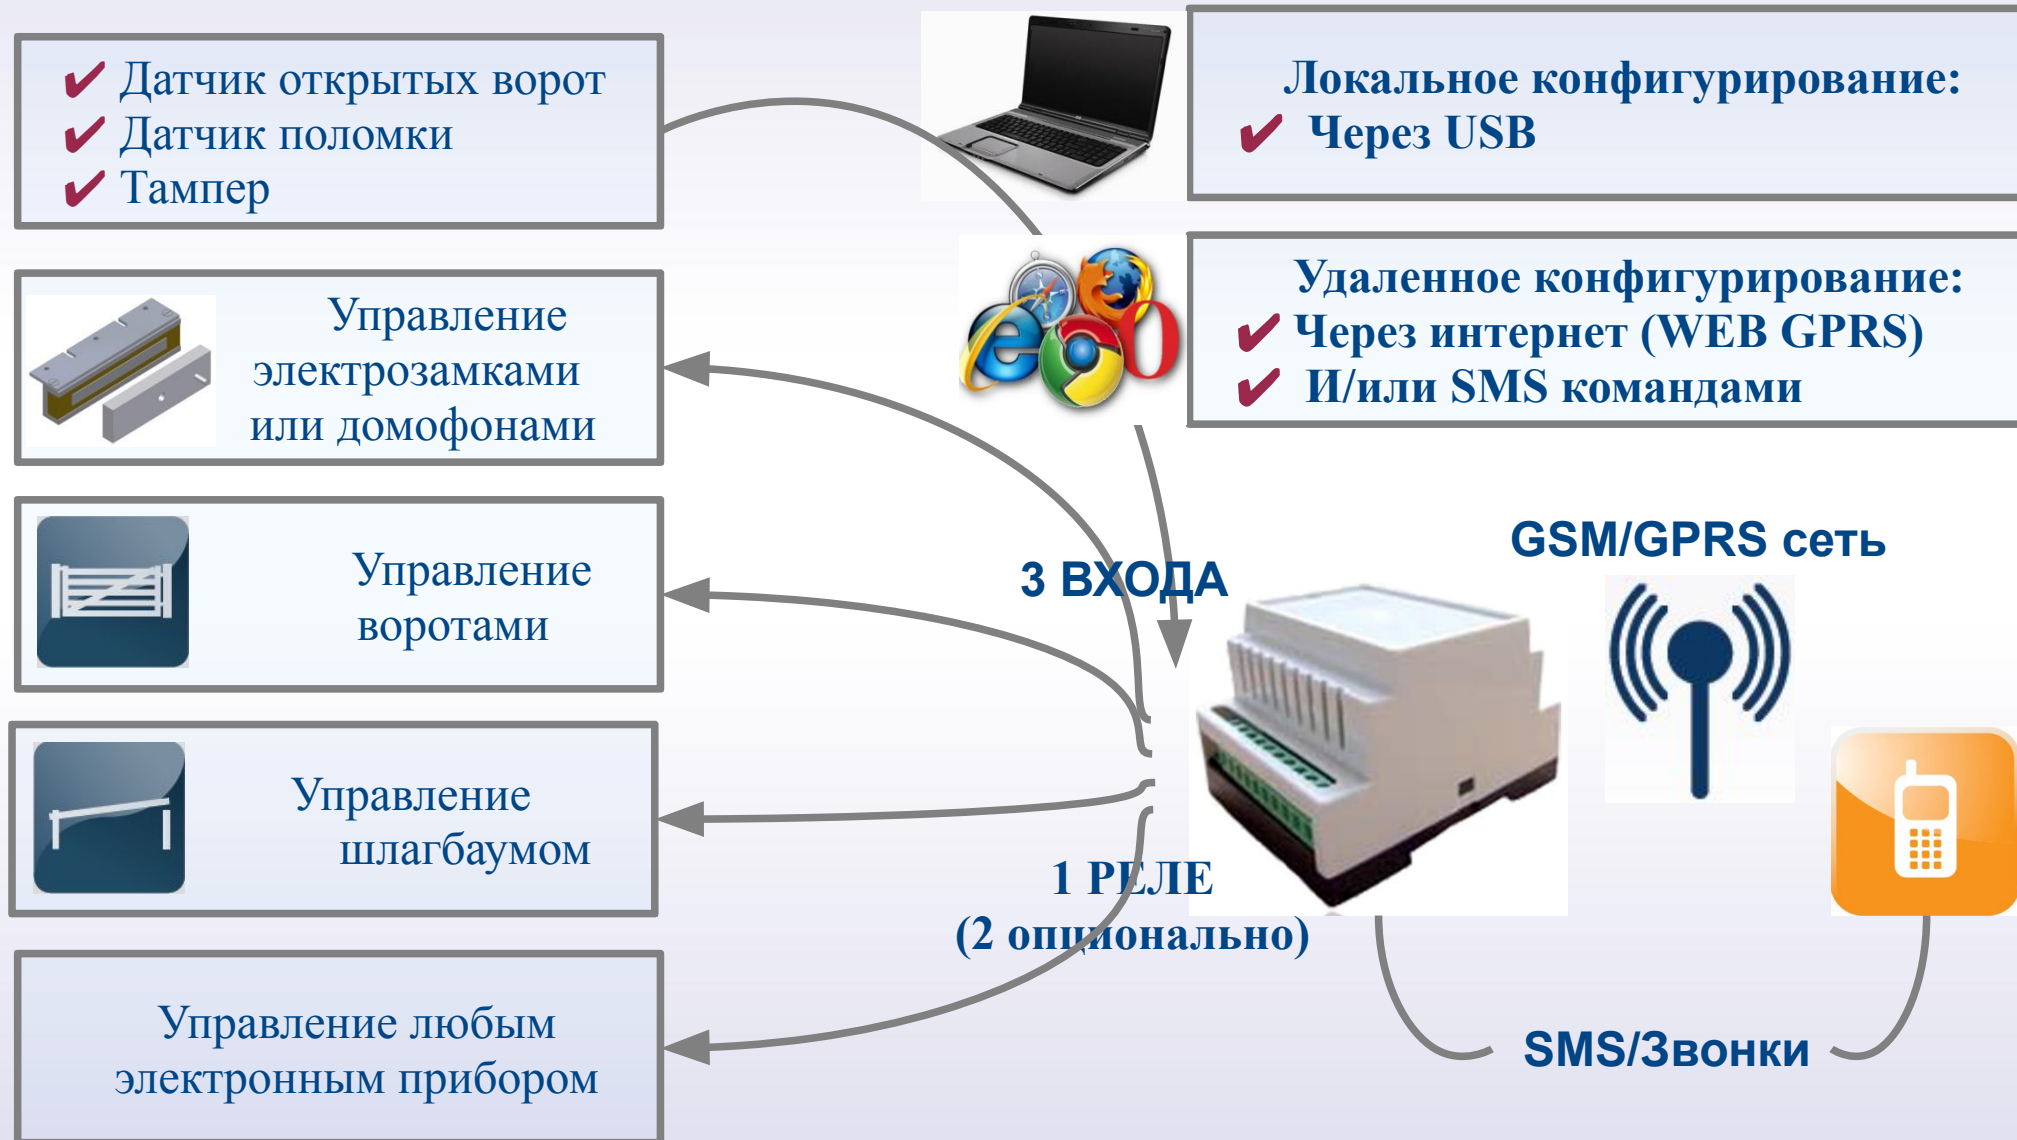 Датчик открытых ворот
Датчик поломки
Тампер
Локальное конфигурирование:
Через USB
Удаленное конфигурирование:
Через интернет (WEB GPRS)
И/или SMS командами
Управление
электрозамками
или домофонами
Управление
воротами
3 ВХОДА
GSM/GPRS сеть
Управление
шлагбаумом
1 РЕЛЕ
(2 опционально)
Управление любым
электронным прибором
SMS/Звонки